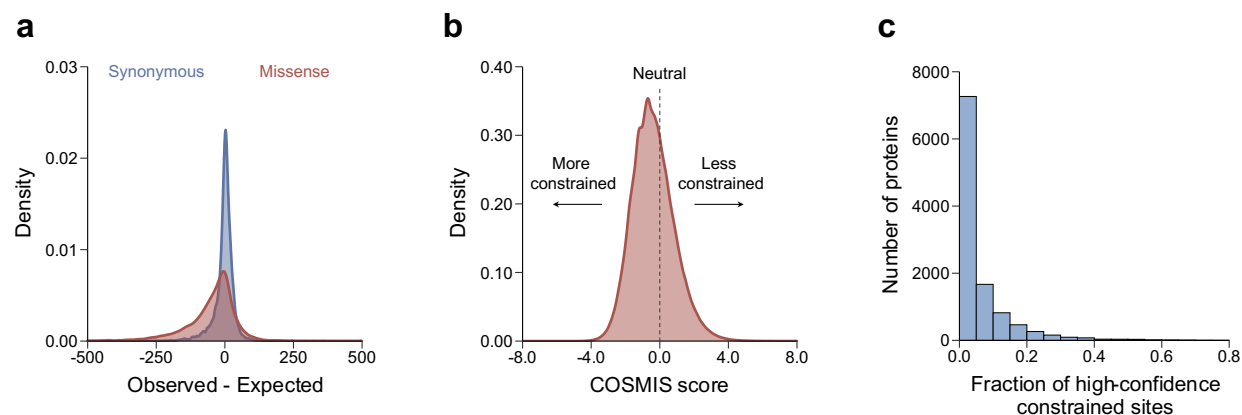 a
Synonymous
Missense
0.03
0.02
0.01
0.00
Density
-500
-250
0
250
500
Observed - Expected
b
Neutral
More
constrained
Less
constrained
0.40
0.30
0.20
0.10
0.00
Density
-8.0
-4.0
0.0
4.0
8.0
COSMIS score
c
8000
6000
4000
2000
0
Number of proteins
0.0
0.2
0.4
0.6
0.8
Fraction of high-confidence
constrained sites